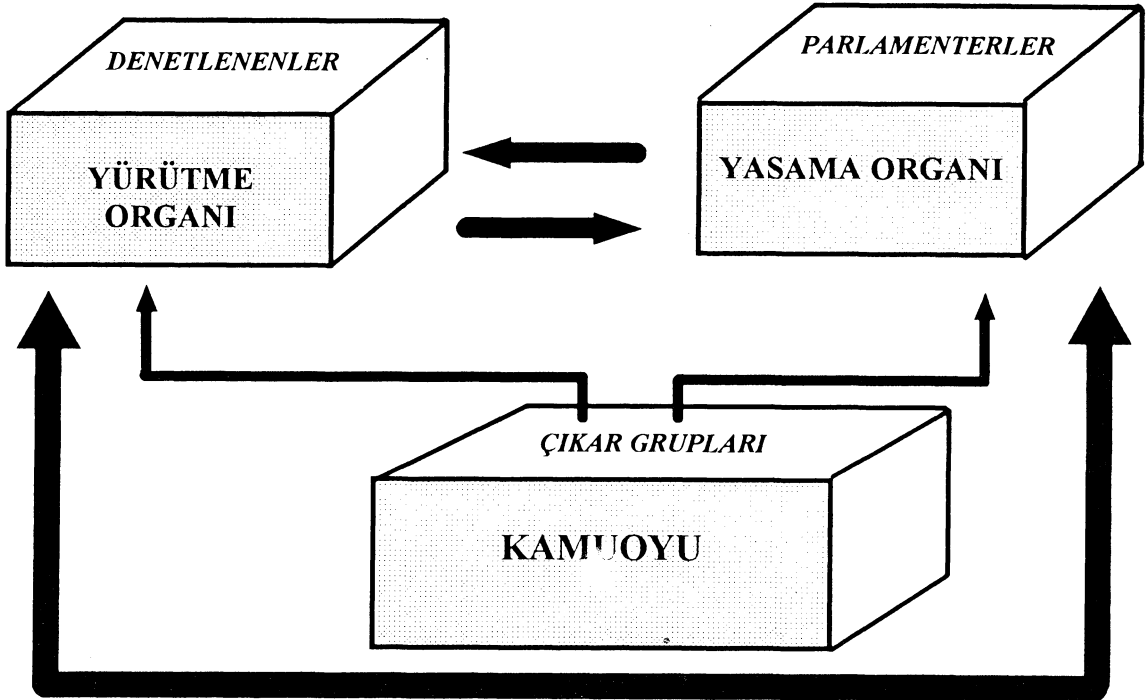 DENETLENENLER
YÜRÜTME
ORGANI
PARLAMENTERLER
YASAMA ORGANI
ÇIKAR GRUPLARI
KAMUOYU